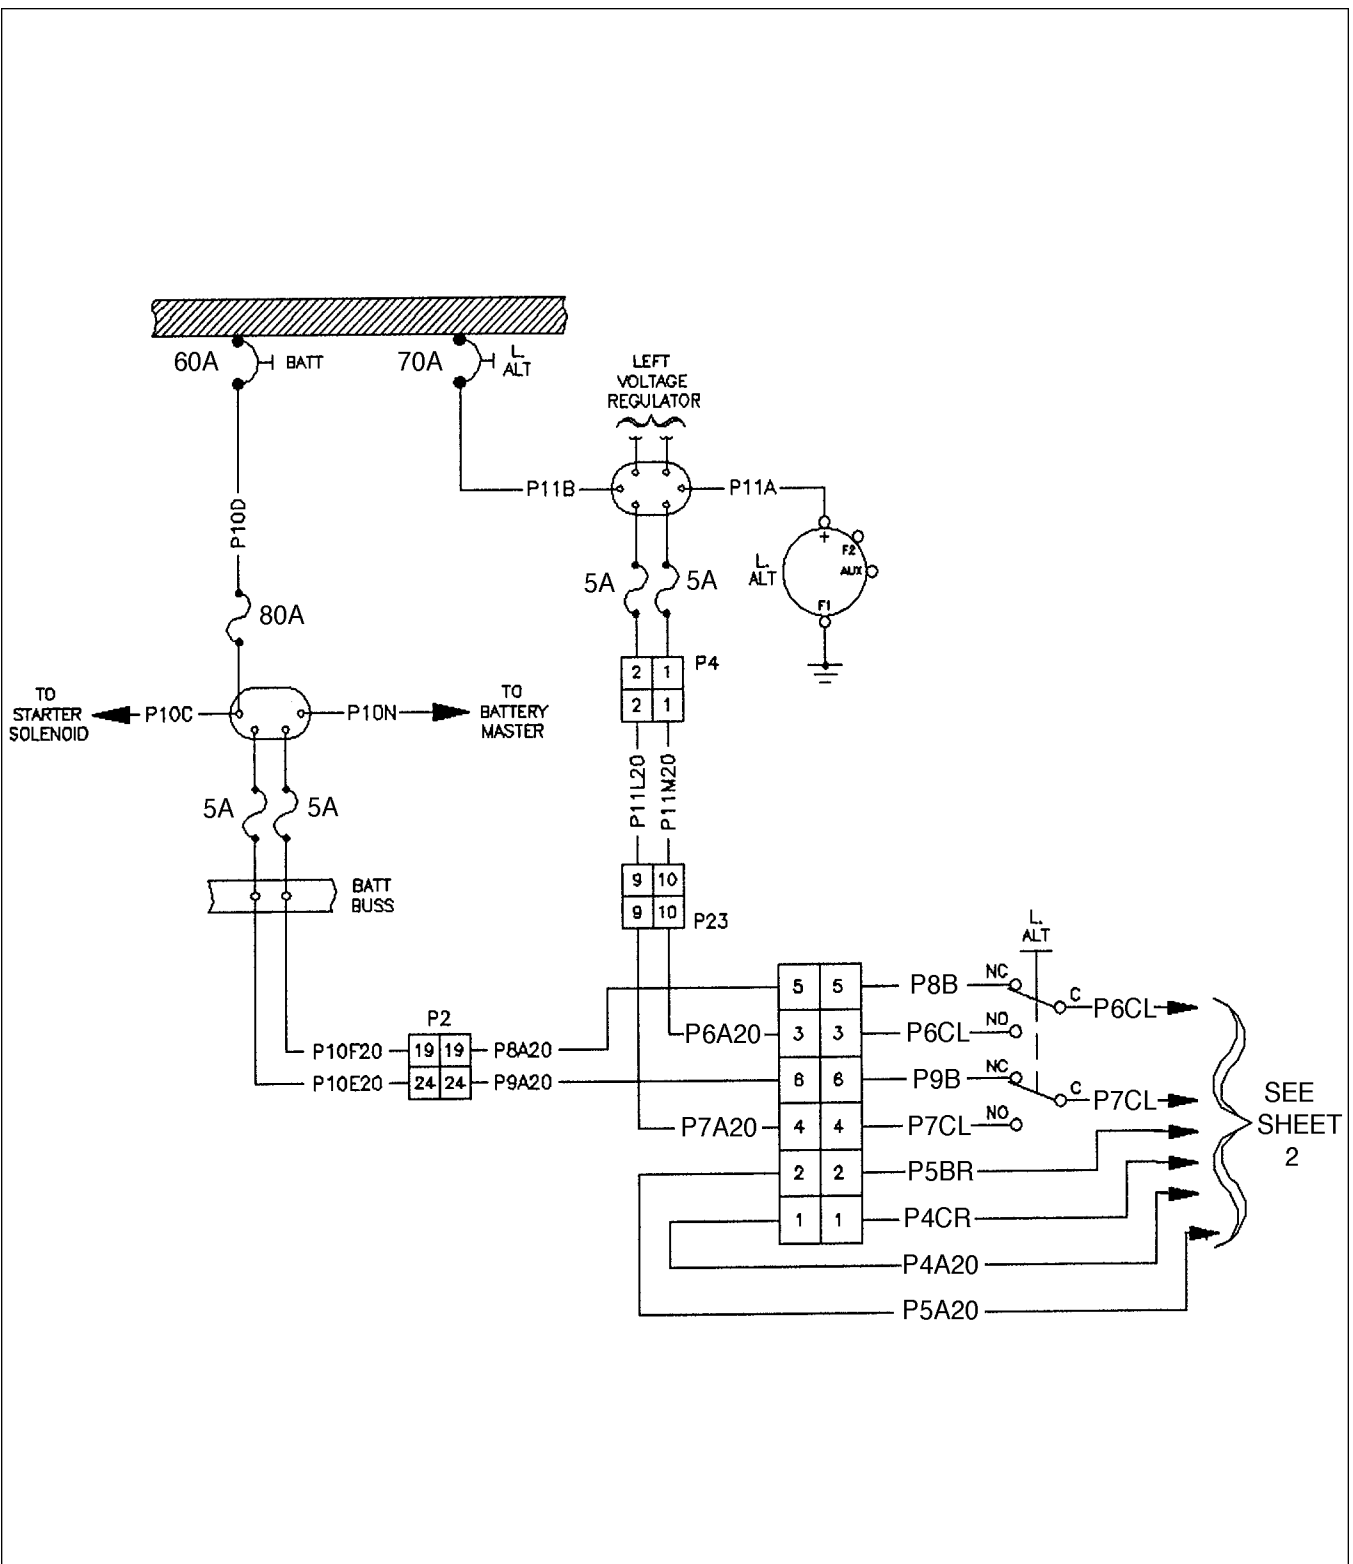 60A
BATT
70A
L.
ALT
LEFT
VOLTAGE
REGULATOR
P11B
P11A
P10D
+
F2
AUX
F1
L.
ALT
5A
5A
80A
2 1
2 1
P4
TO
STARTER
SOLENOID
P10C
P10N
TO
BATTERY
MASTER
P11L20
P11M20
5A
5A
BATT
BUSS
9 10
9 10
P23
L.
ALT
5 5
P8B
NC
C
P6CL
P2
P10F20
19 19
P8A20
P6A20
3 3
P6CL
NO
P10E20
24 24
P9A20
6 6
P9B
NC
C
P7CL
P7A20
4 4
P7CL
NO
SEE
SHEET
2
2 2
P5BR
1 1
P4CR
P4A20
P5A20